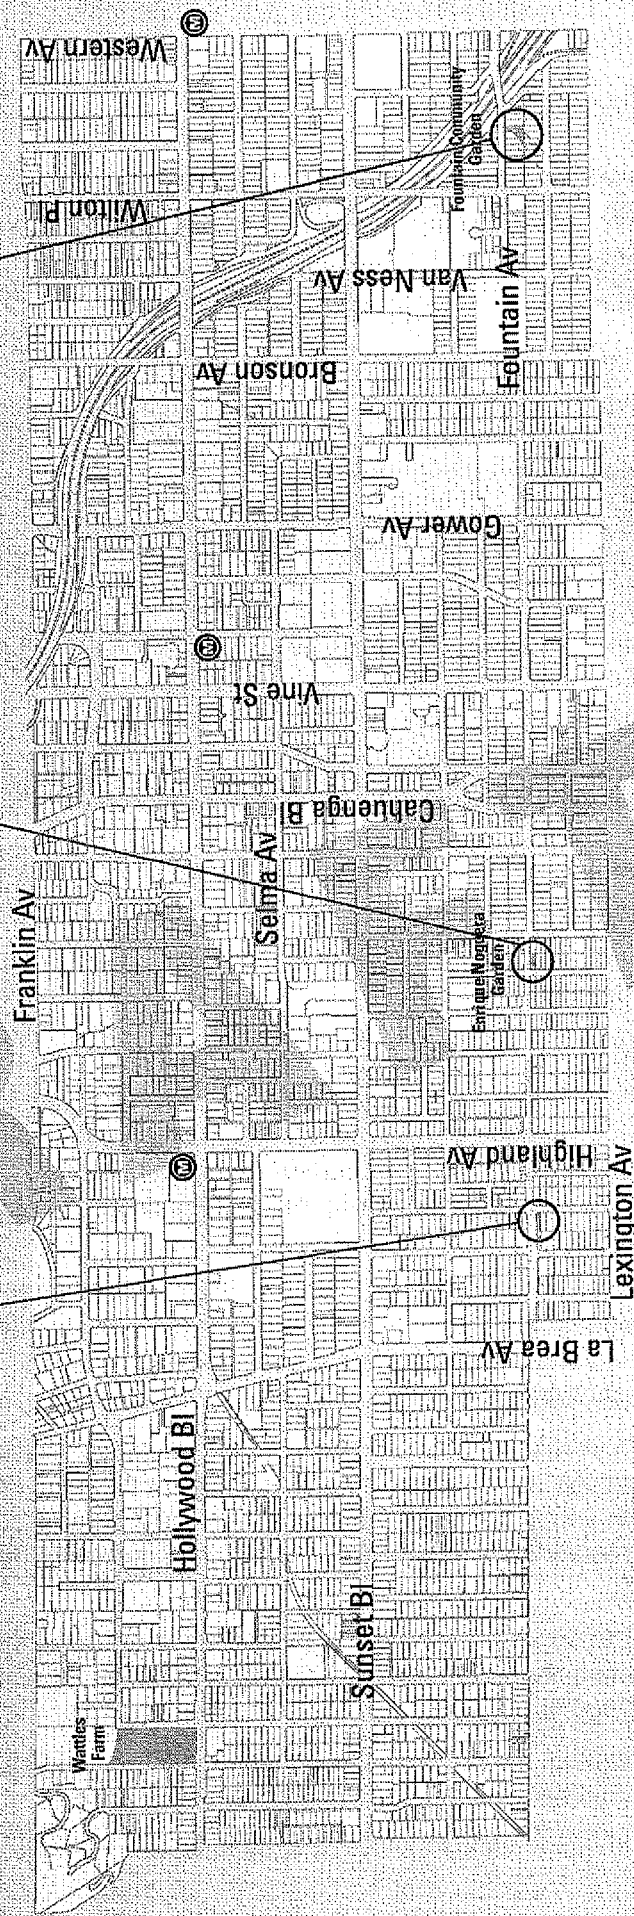 Western Av
M
Wilton Pl
Fountain Community
Garden
Van Ness Av
Fountain Av
Bronson Av
Gower Av
M
Vine St
Cahuenga Bl
Selma Av
Franklin Av
Enrique Noguera
Garden
Highland Av
M
Lexington Av
La Brea Av
Hollywood Bl
Sunset Bl
Wattles
Farm